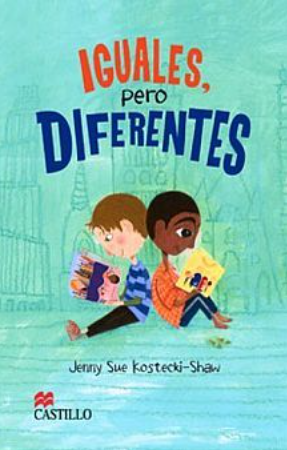 IGUALES,
pero
DIFERENTES
Jenny Sue Kostecki-Shaw
CASTILLO